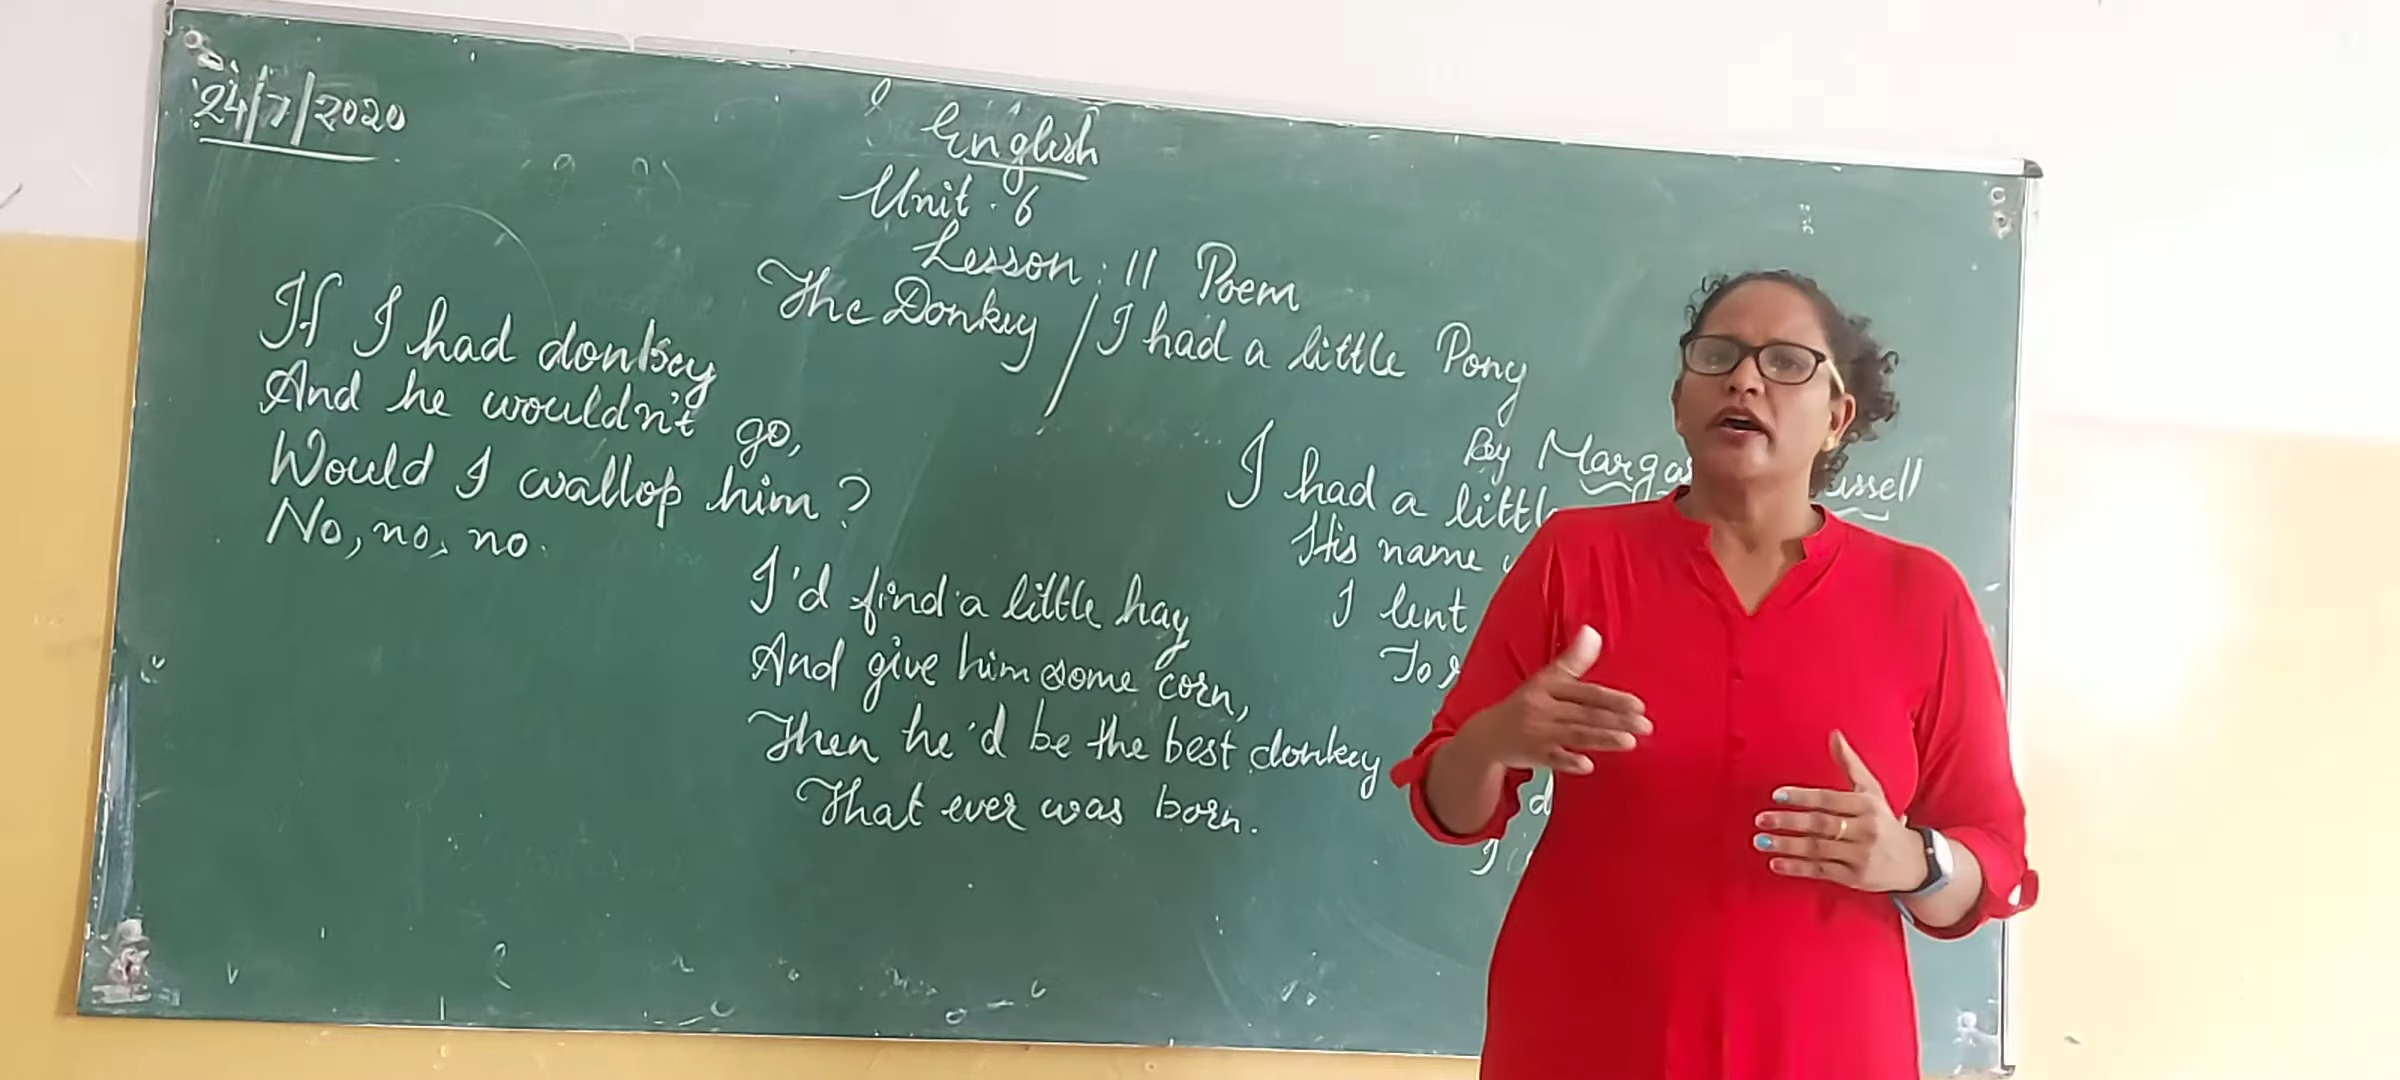 24/7/2020
English
Unit. 6
Lesson: 11 Poem
The Donkey / I had a little Pony
If I had donkey
And he wouldn't go,
Would I wallop him?
No, no, no.
I'd find a little hay
And give him some corn,
Then he'd be the best donkey
That ever was born.
By
I had a
His name
I lent
To